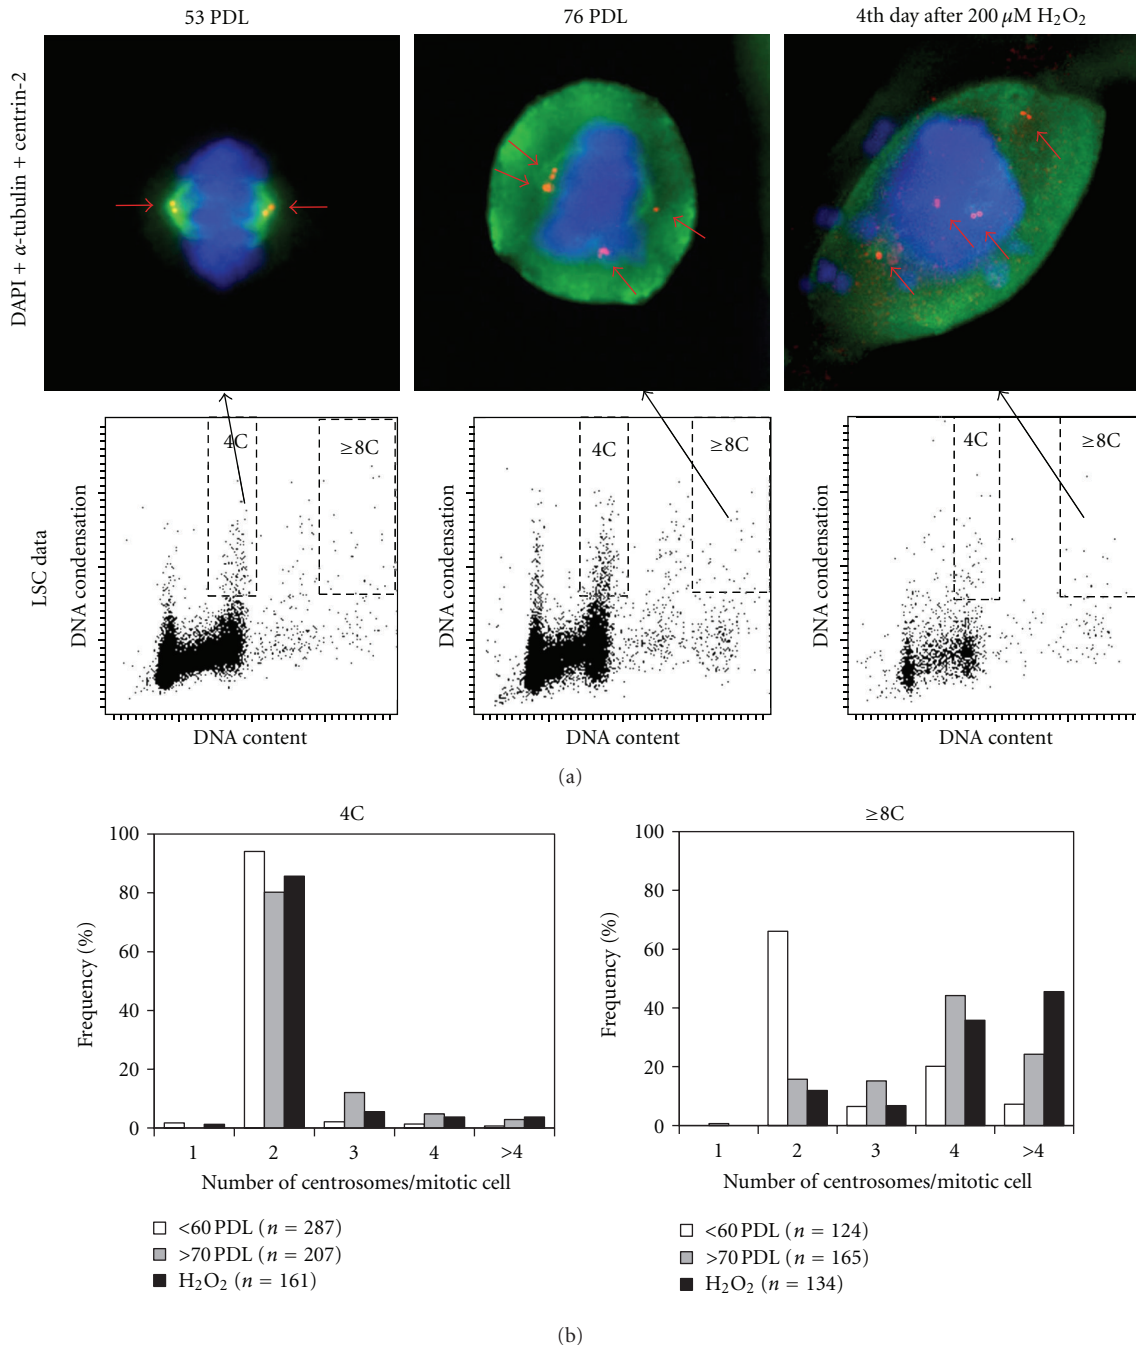 53 PDL
76 PDL
4th day after 200 μM H₂O₂
DAPI + α-tubulin + centrin-2
LSC data
4C
≥8C
DNA condensation
DNA content
4C
≥8C
DNA condensation
DNA content
4C
≥8C
DNA condensation
DNA content
(a)
4C
100
80
60
40
20
0
Frequency (%)
1 2 3 4 >4
Number of centrosomes/mitotic cell
<60 PDL (n = 287)
>70 PDL (n = 207)
H₂O₂ (n = 161)
≥8C
100
80
60
40
20
0
Frequency (%)
1 2 3 4 >4
Number of centrosomes/mitotic cell
<60 PDL (n = 124)
>70 PDL (n = 165)
H₂O₂ (n = 134)
(b)